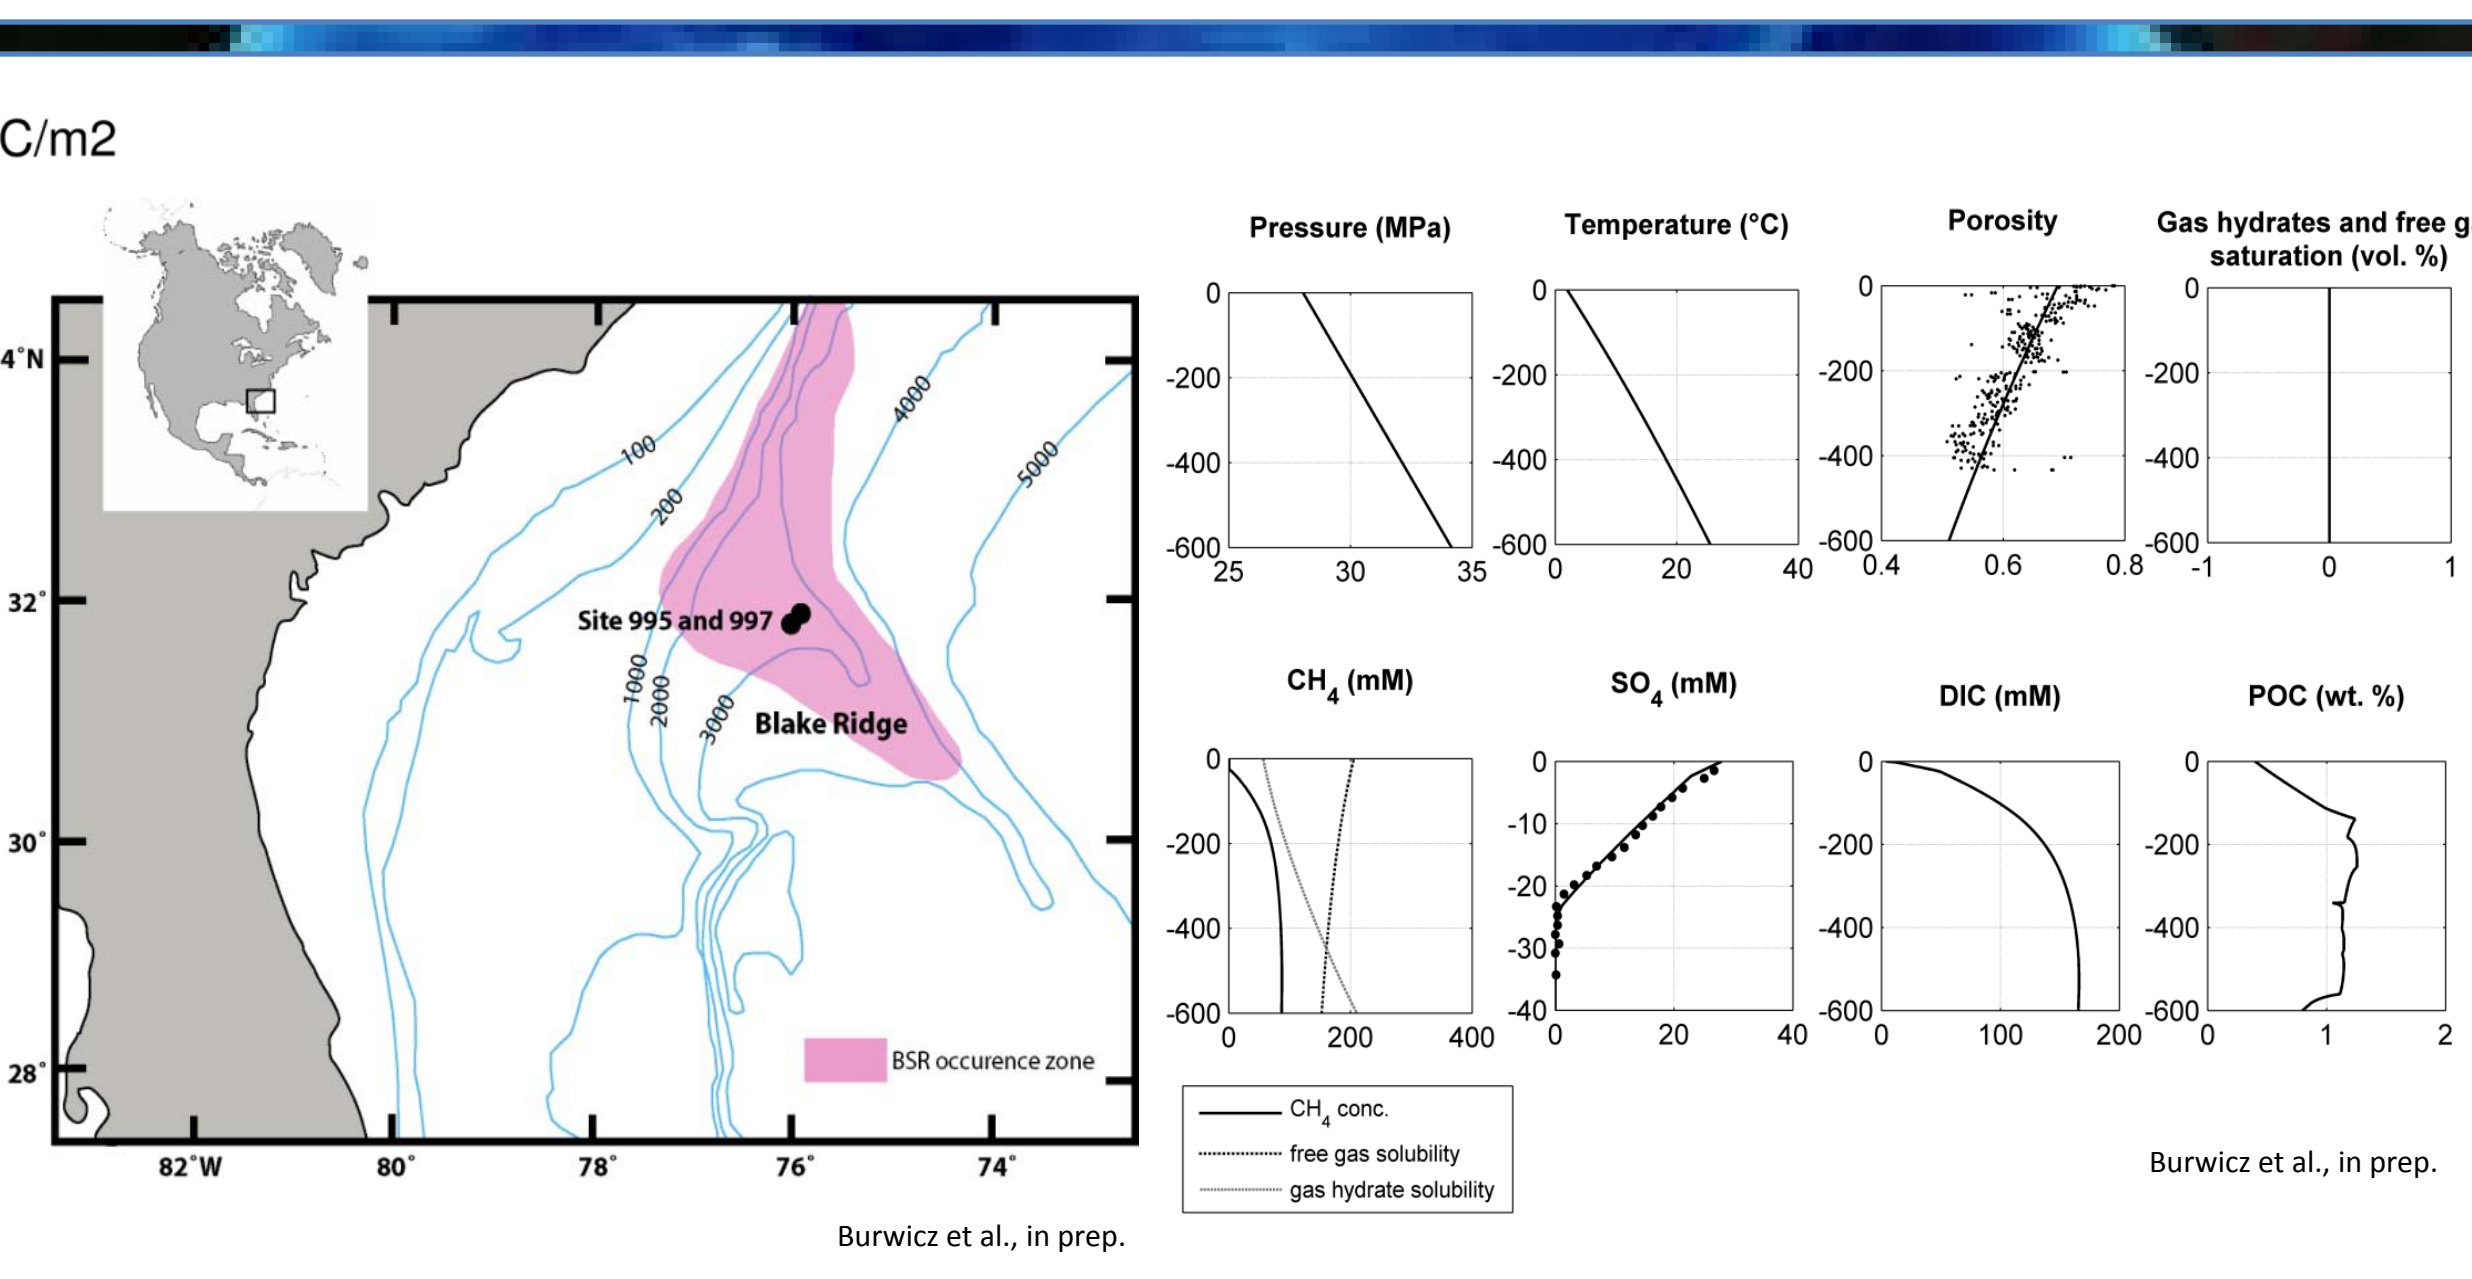 C/m2
4°N
32°
30°
28°
82°W
80°
78°
76°
74°
100
200
4000
5000
Site 995 and 997
1000
2000
3000
Blake Ridge
BSR occurence zone
Burwicz et al., in prep.
Pressure (MPa)
0
-200
-400
-600
25 30 35
Temperature (°C)
0
-200
-400
-600
0 20 40
Porosity
0
-200
-400
-600
0.4 0.6 0.8
Gas hydrates and free g
saturation (vol. %)
0
-200
-400
-600
-1 0 1
CH4 (mM)
0
-200
-400
-600
0 200 400
SO4 (mM)
0
-10
-20
-30
-40
0 20 40
DIC (mM)
0
-200
-400
-600
0 100 200
POC (wt. %)
0
-200
-400
-600
0 1 2
CH4 conc.
free gas solubility
gas hydrate solubility
Burwicz et al., in prep.